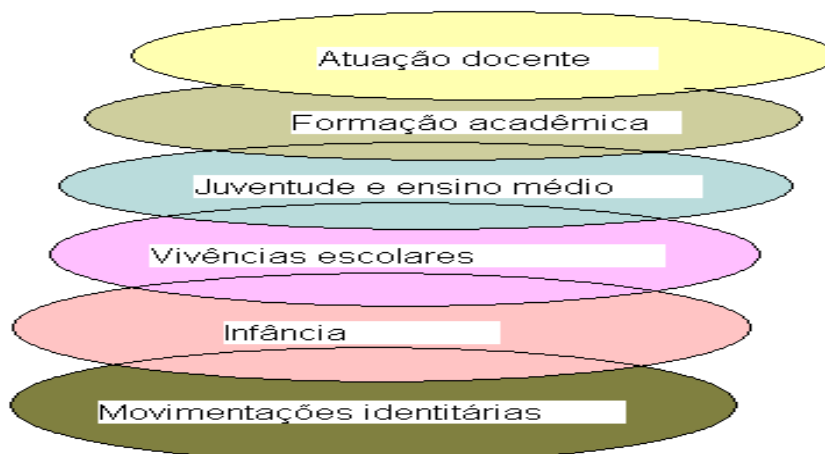 Atuação docente
Formação acadêmica
Juventude e ensino médio
Vivências escolares
Infância
Movimentações identitárias